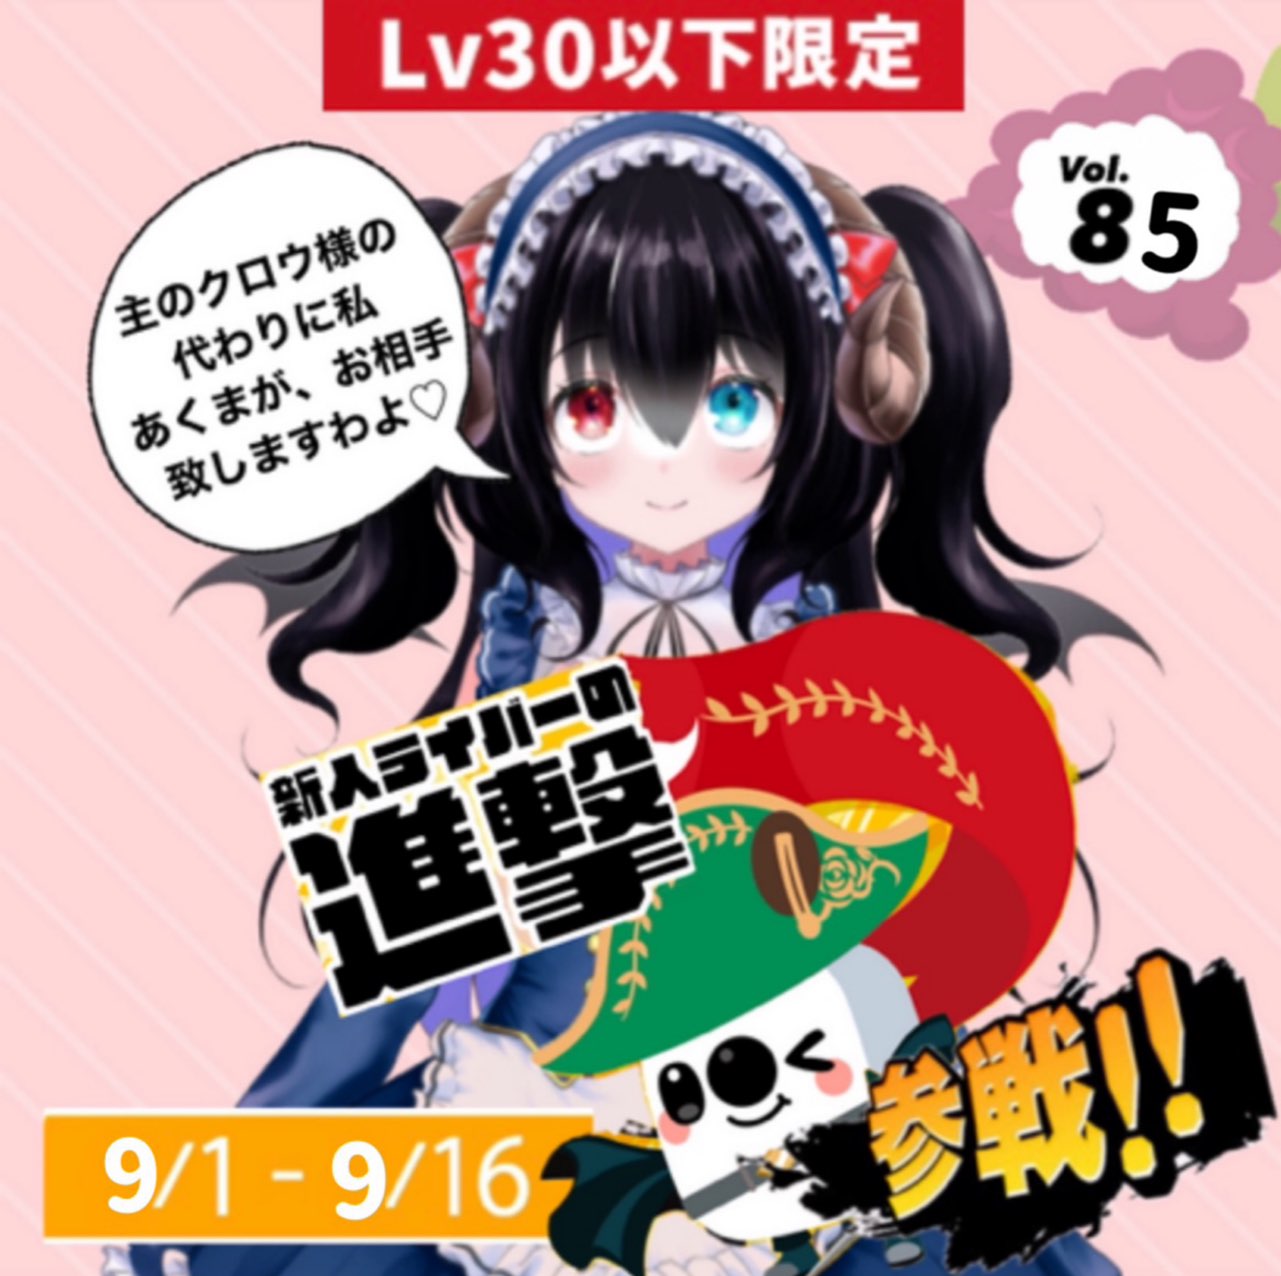 Lv30以下限定
Vol.
85
主のクロウ様の
代わりに私
あくまが、お相手
致しますわよ♡
新人ライバーの
進撃
参戦!!
9/1 - 9/16